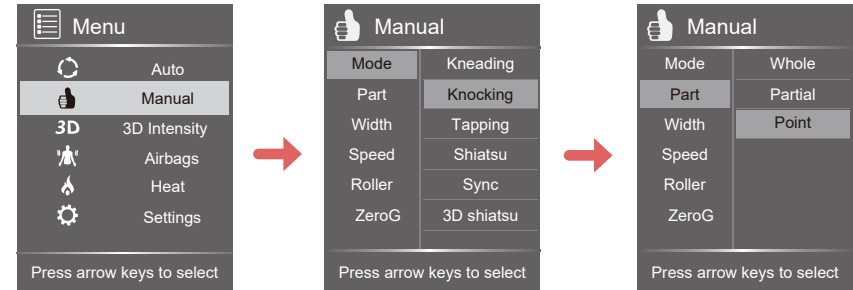 Menu
Auto
Manual
3D 3D Intensity
Airbags
Heat
Settings
Press arrow keys to select
Manual
Mode Kneading
Part Knocking
Width Tapping
Speed Shiatsu
Roller Sync
ZeroG 3D shiatsu
Press arrow keys to select
Manual
Mode Whole
Part Partial
Width Point
Speed
Roller
ZeroG
Press arrow keys to select